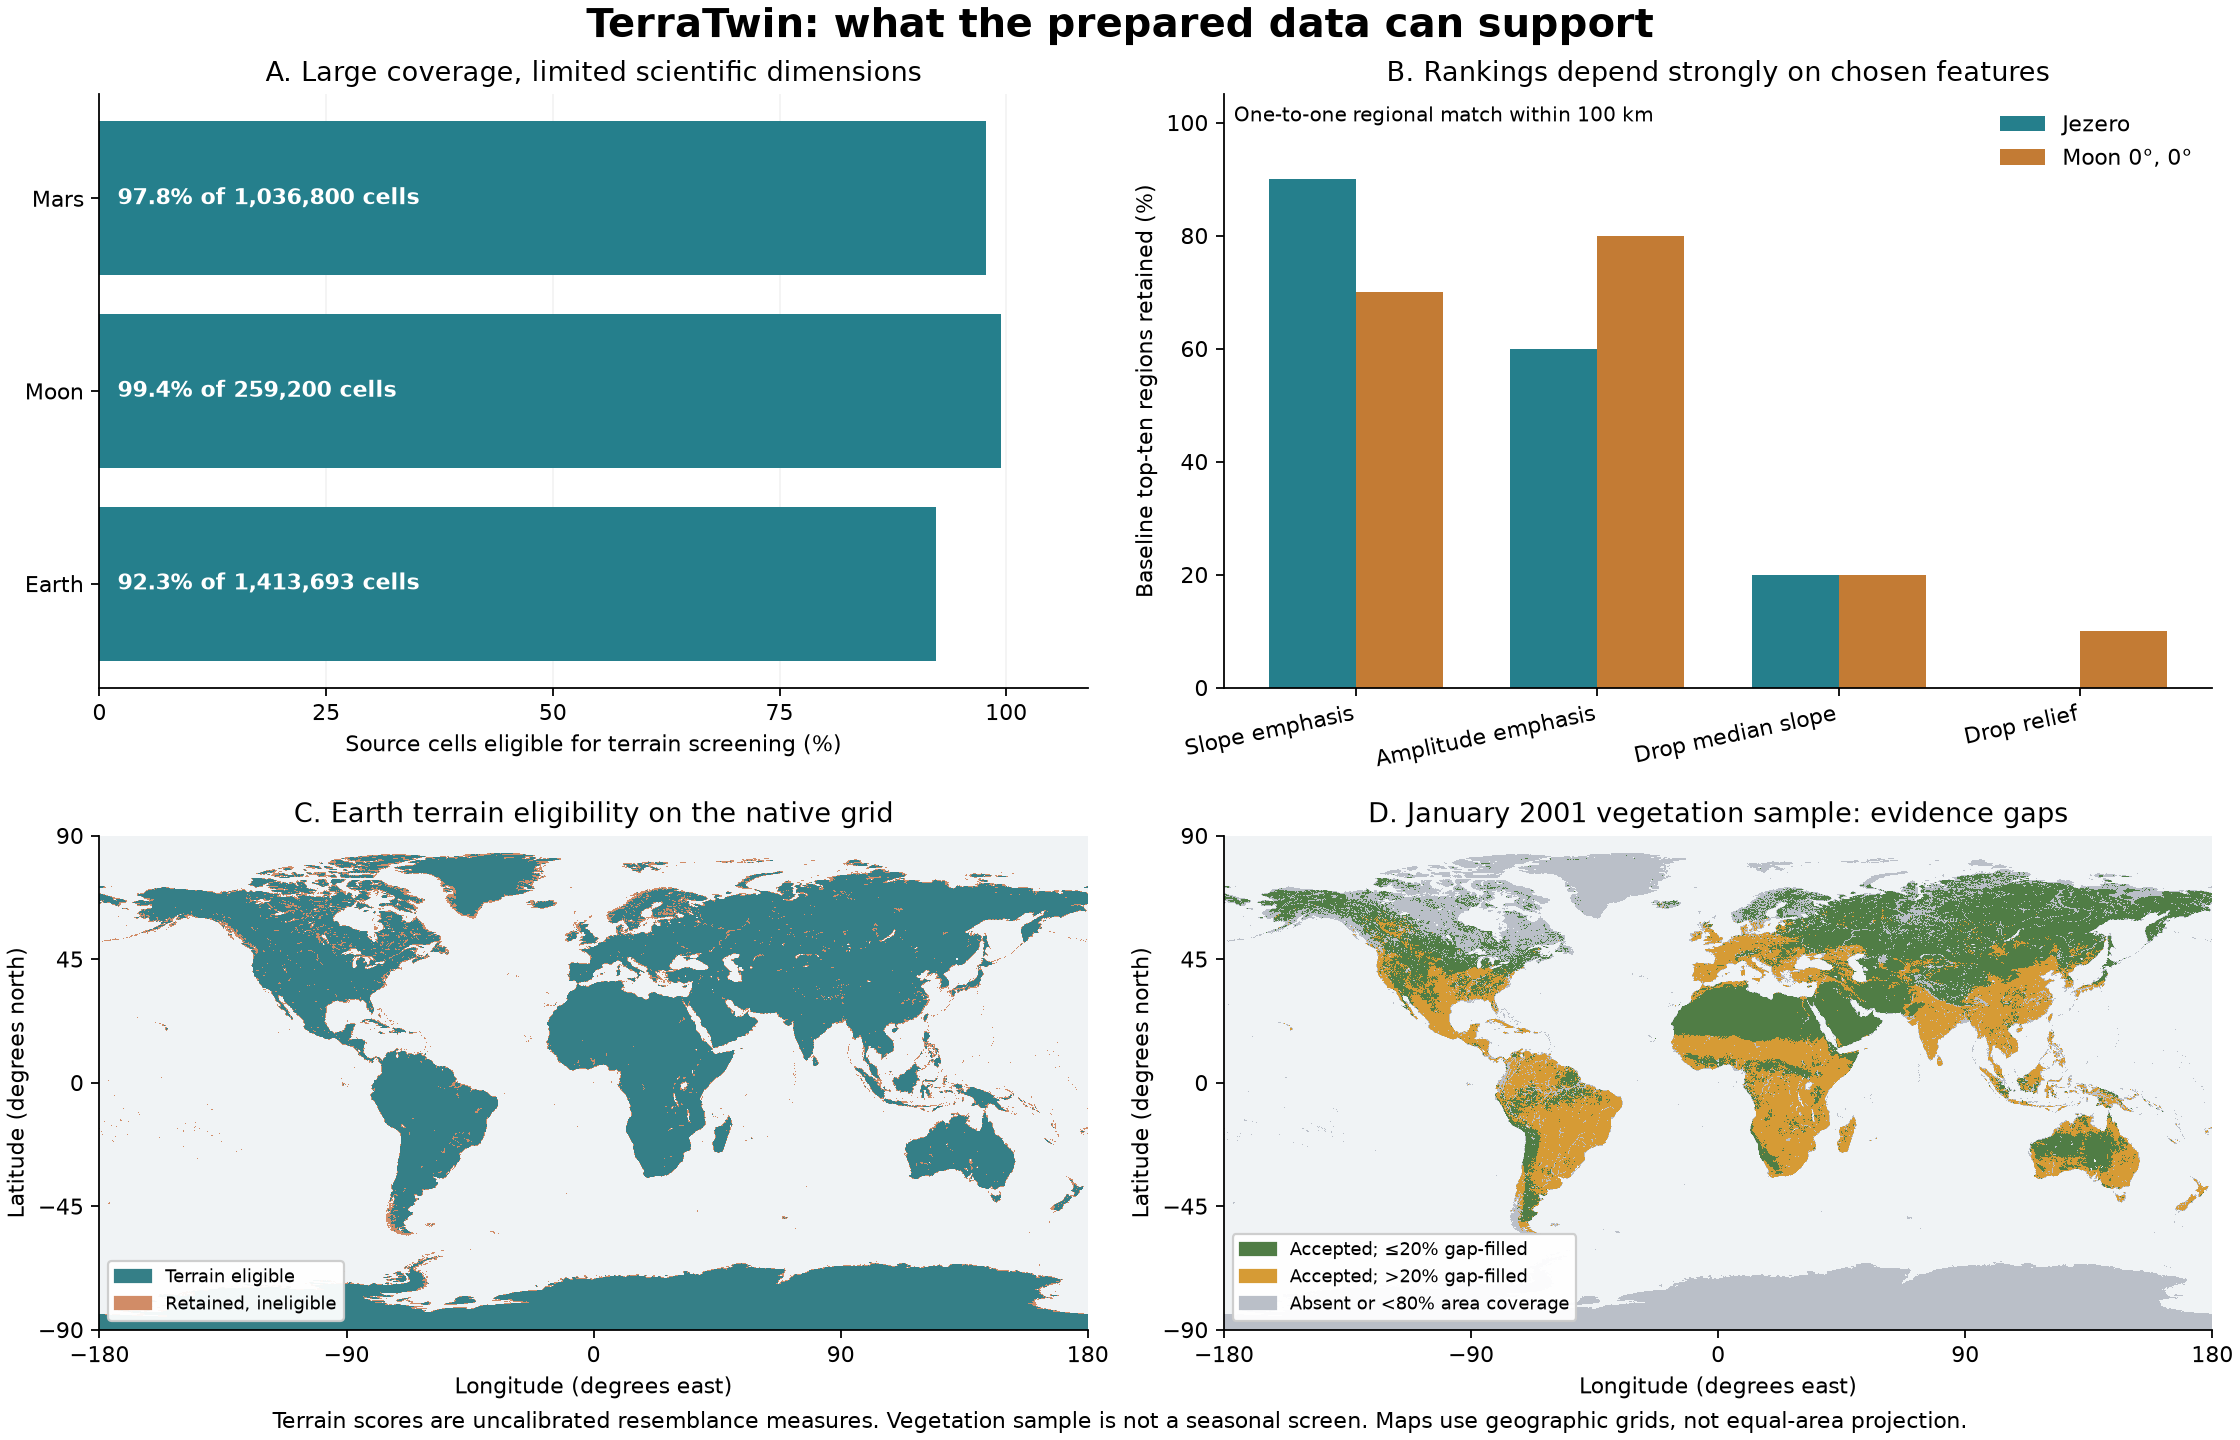 TerraTwin: what the prepared data can support
A. Large coverage, limited scientific dimensions
Mars
97.8% of 1,036,800 cells
Moon
99.4% of 259,200 cells
Earth
92.3% of 1,413,693 cells
0 25 50 75 100
Source cells eligible for terrain screening (%)
B. Rankings depend strongly on chosen features
One-to-one regional match within 100 km
Jezero
Moon 0°, 0°
Baseline top-ten regions retained (%)
100
80
60
40
20
0
Slope emphasis
Amplitude emphasis
Drop median slope
Drop relief
C. Earth terrain eligibility on the native grid
Latitude (degrees north)
90
45
0
−45
−90
Terrain eligible
Retained, ineligible
−180 −90 0 90 180
Longitude (degrees east)
D. January 2001 vegetation sample: evidence gaps
Latitude (degrees north)
90
45
0
−45
−90
Accepted; ≤20% gap-filled
Accepted; >20% gap-filled
Absent or <80% area coverage
−180 −90 0 90 180
Longitude (degrees east)
Terrain scores are uncalibrated resemblance measures. Vegetation sample is not a seasonal screen. Maps use geographic grids, not equal-area projection.